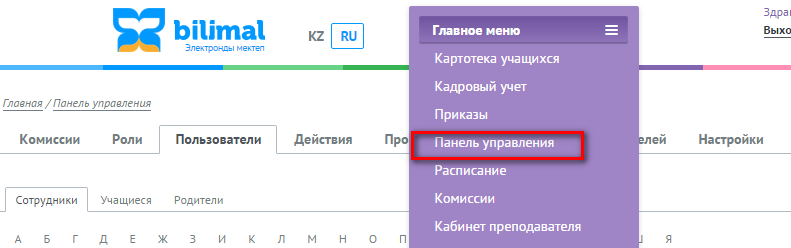 bilimal
Электронды мектеп
KZ RU
Здра
Выхо
Главное меню
Картотека учащихся
Кадровый учет
Приказы
Панель управления
Расписание
Комиссии
Кабинет преподавателя
Главная / Панель управления
Комиссии Роли Пользователи Действия Про елей Настройки
Сотрудники Учащиеся Родители
А Б Г Д Е Ж З И К Л М Н О П Ш Я